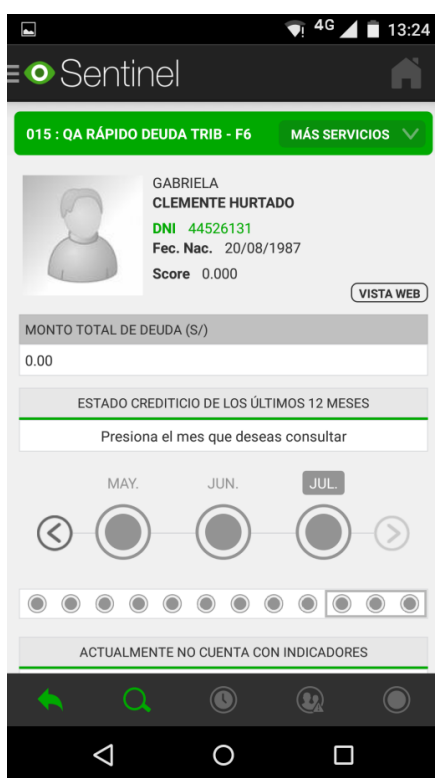 4G 13:24
Sentinel
015 : QA RÁPIDO DEUDA TRIB - F6 MÁS SERVICIOS
GABRIELA
CLEMENTE HURTADO
DNI 44526131
Fec. Nac. 20/08/1987
Score 0.000
VISTA WEB
MONTO TOTAL DE DEUDA (S/)
0.00
ESTADO CREDITICIO DE LOS ÚLTIMOS 12 MESES
Presiona el mes que deseas consultar
MAY. JUN. JUL.
ACTUALMENTE NO CUENTA CON INDICADORES